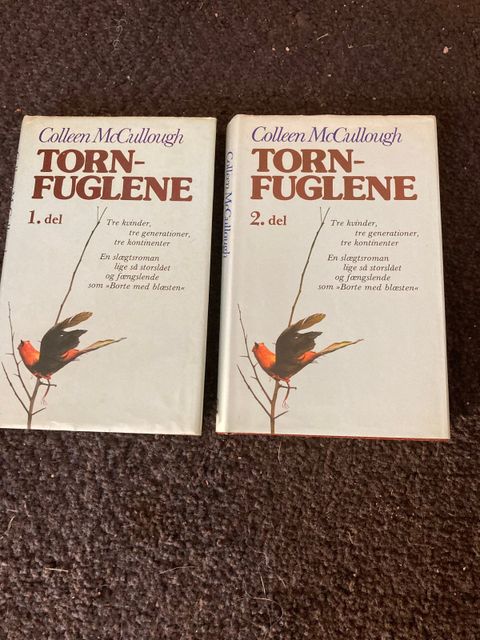 Colleen McCullough
TORN-
FUGLENE
1. del
Tre kvinder,
tre generationer,
tre kontinenter
En slægtsroman
lige så storslået
og fængslende
som »Borte med blæsten«
Colleen McCullough
Colleen McCullough
TORN-
FUGLENE
2. del
Tre kvinder,
tre generationer,
tre kontinenter
En slægtsroman
lige så storslået
og fængslende
som »Borte med blæsten«